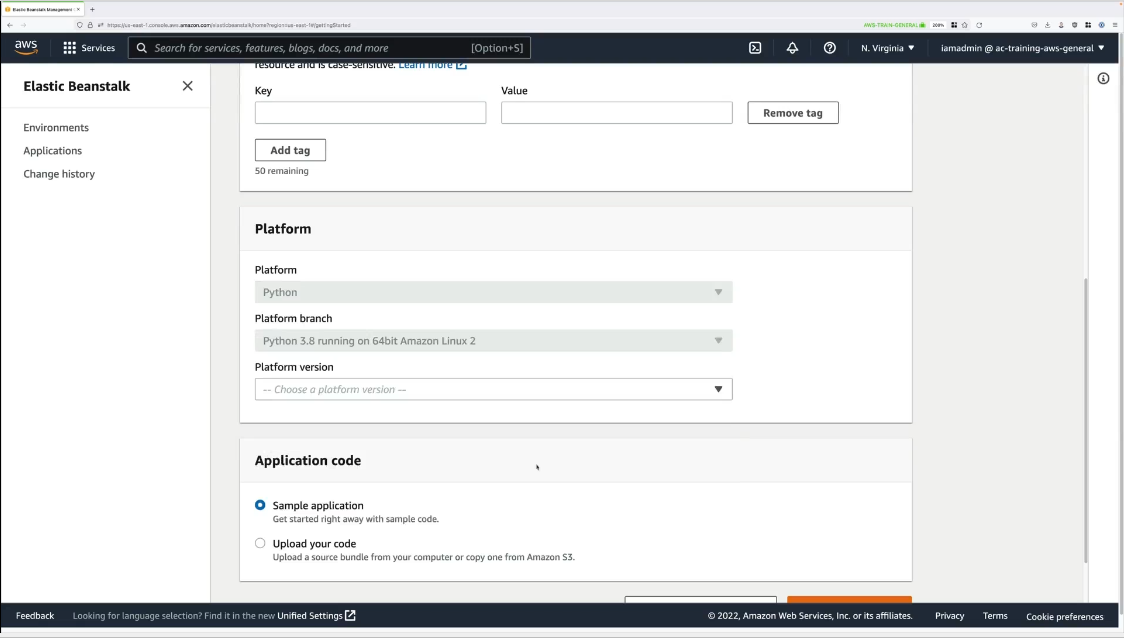 Elastic Beanstalk Management
https://us-east-1.console.aws.amazon.com/elasticbeanstalk/home?region=us-east-1#/gettingStarted
AWS-TRAIN-GENERAL
200%
aws
Services
Search for services, features, blogs, docs, and more
[Option+S]
N. Virginia
iamadmin @ ac-training-aws-general
Elastic Beanstalk
Environments
Applications
Change history
resource and is case-sensitive. Learn more
Key
Value
Remove tag
Add tag
50 remaining
Platform
Platform
Python
Platform branch
Python 3.8 running on 64bit Amazon Linux 2
Platform version
-- Choose a platform version --
Application code
Sample application
Get started right away with sample code.
Upload your code
Upload a source bundle from your computer or copy one from Amazon S3.
Feedback
Looking for language selection? Find it in the new Unified Settings
© 2022, Amazon Web Services, Inc. or its affiliates.
Privacy
Terms
Cookie preferences